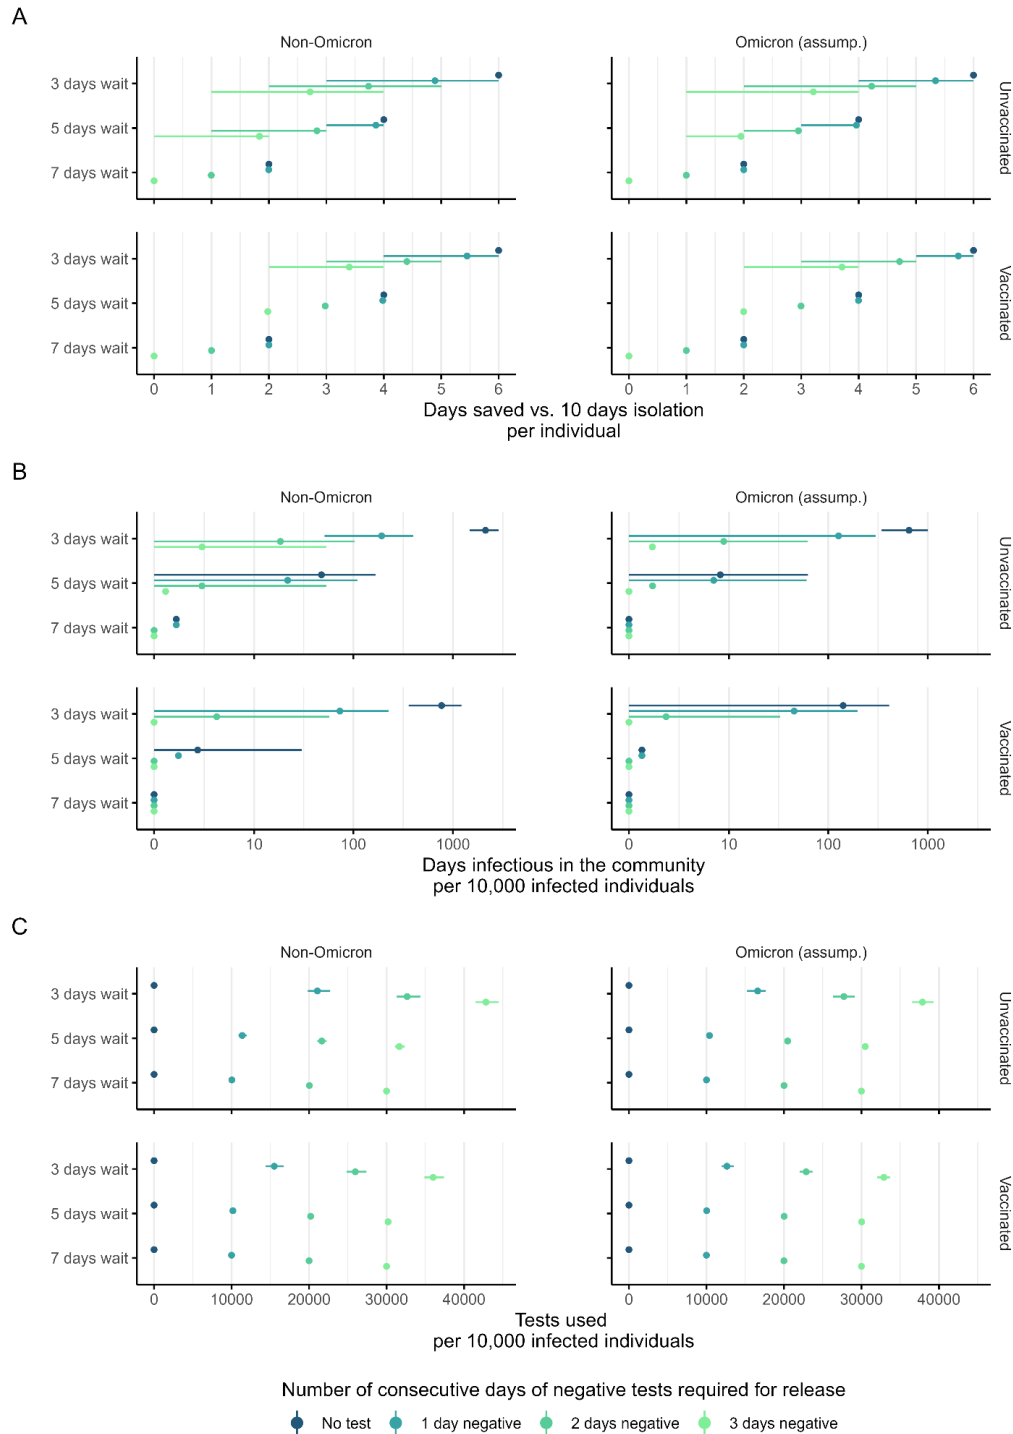 A
Non-Omicron
Omicron (assump.)
3 days wait
5 days wait
7 days wait
Unvaccinated
3 days wait
5 days wait
7 days wait
Vaccinated
0 1 2 3 4 5 6
0 1 2 3 4 5 6
Days saved vs. 10 days isolation
per individual
B
Non-Omicron
Omicron (assump.)
3 days wait
5 days wait
7 days wait
Unvaccinated
3 days wait
5 days wait
7 days wait
Vaccinated
0 10 100 1000
0 10 100 1000
Days infectious in the community
per 10,000 infected individuals
C
Non-Omicron
Omicron (assump.)
3 days wait
5 days wait
7 days wait
Unvaccinated
3 days wait
5 days wait
7 days wait
Vaccinated
0 10000 20000 30000 40000
0 10000 20000 30000 40000
Tests used
per 10,000 infected individuals
Number of consecutive days of negative tests required for release
No test 1 day negative 2 days negative 3 days negative